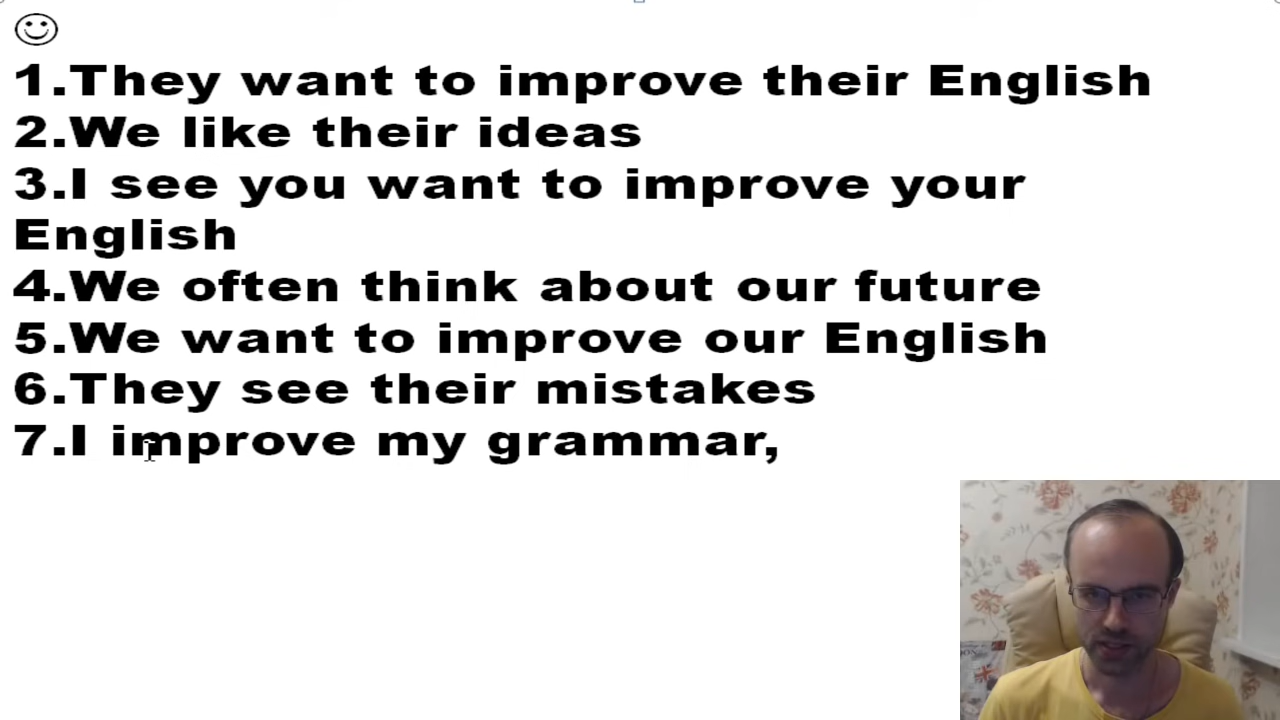 1.They want to improve their English
2.We like their ideas
3.I see you want to improve your
English
4.We often think about our future
5.We want to improve our English
6.They see their mistakes
7.I improve my grammar,